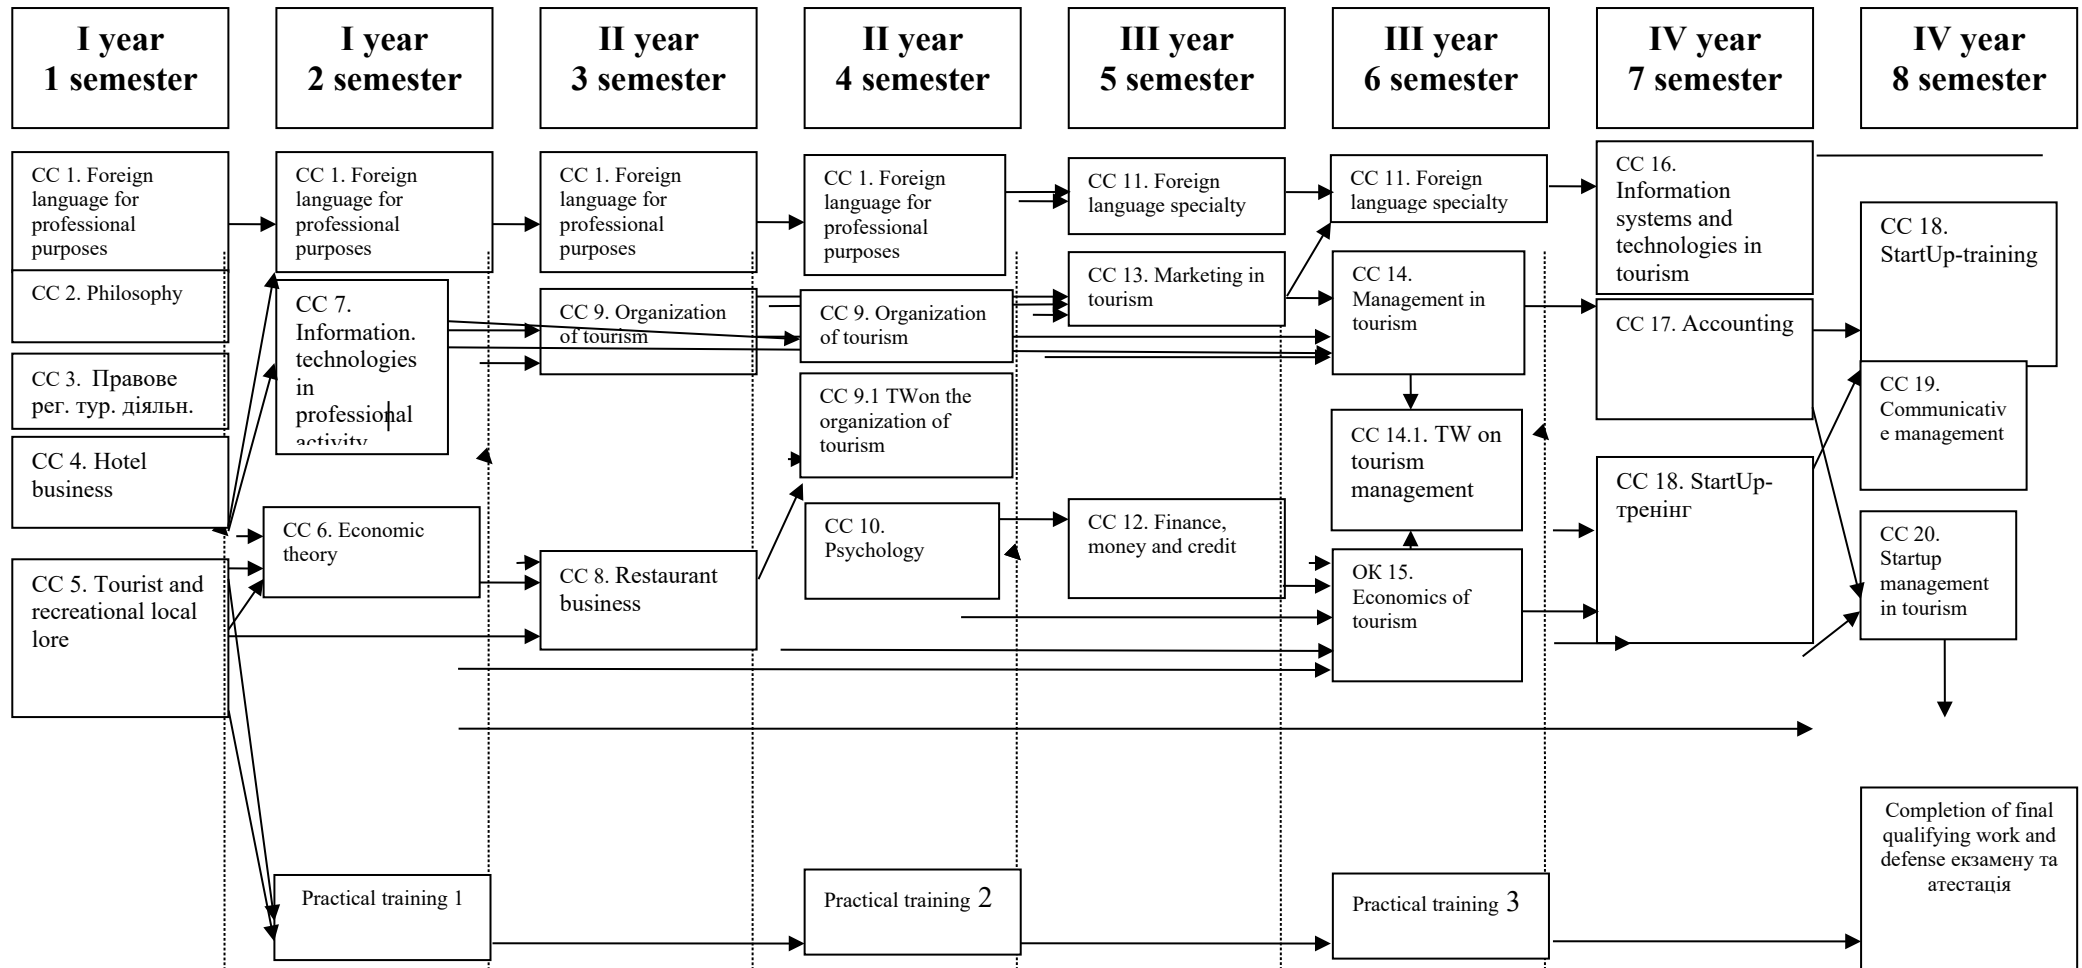 I year
1 semester
I year
2 semester
II year
3 semester
II year
4 semester
III year
5 semester
III year
6 semester
IV year
7 semester
IV year
8 semester
CC 1. Foreign
language for
professional
purposes
CC 2. Philosophy
CC 3. Правове
рег. тур. діяльн.
CC 4. Hotel
business
CC 5. Tourist and
recreational local
lore
CC 1. Foreign
language for
professional
purposes
CC 7.
Information.
technologies
in
professional
activity
CC 6. Economic
theory
Practical training 1
CC 1. Foreign
language for
professional
purposes
CC 9. Organization
of tourism
CC 8. Restaurant
business
CC 1. Foreign
language for
professional
purposes
CC 9. Organization
of tourism
CC 9.1 TWon the
organization of
tourism
CC 10.
Psychology
Practical training 2
CC 11. Foreign
language specialty
CC 13. Marketing in
tourism
CC 12. Finance,
money and credit
CC 11. Foreign
language specialty
CC 14.
Management in
tourism
CC 14.1. TW on
tourism
management
ОК 15.
Economics of
tourism
Practical training 3
CC 16.
Information
systems and
technologies in
tourism
CC 17. Accounting
CC 18. StartUp-
тренінг
CC 18.
StartUp-training
CC 19.
Communicativ
e management
CC 20.
Startup
management
in tourism
Completion of final
qualifying work and
defense екзамену та
атестація